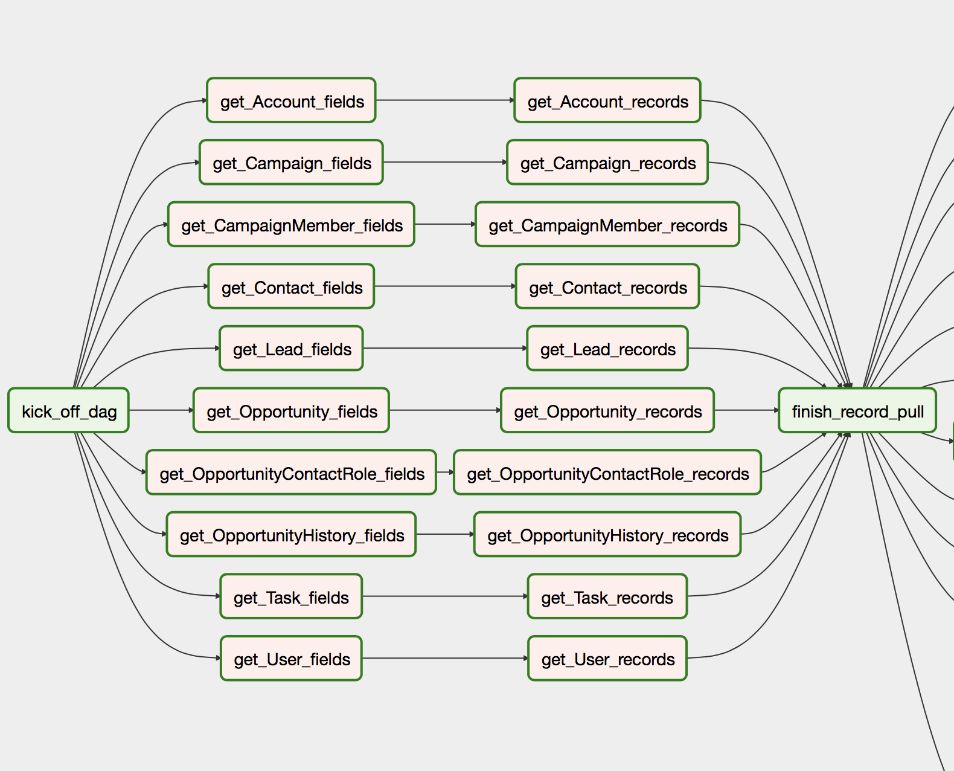 get_Account_fields
get_Account_records
get_Campaign_fields
get_Campaign_records
get_CampaignMember_fields
get_CampaignMember_records
get_Contact_fields
get_Contact_records
get_Lead_fields
get_Lead_records
kick_off_dag
get_Opportunity_fields
get_Opportunity_records
finish_record_pull
get_OpportunityContactRole_fields
get_OpportunityContactRole_records
get_OpportunityHistory_fields
get_OpportunityHistory_records
get_Task_fields
get_Task_records
get_User_fields
get_User_records